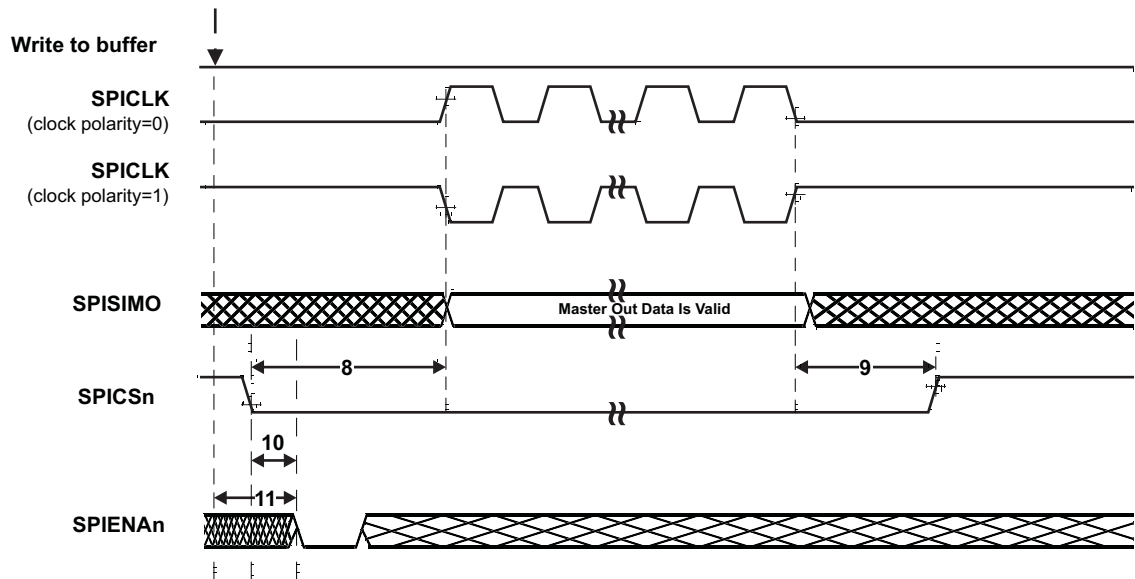 Write to buffer
SPICLK
(clock polarity=0)
SPICLK
(clock polarity=1)
SPISIMO
Master Out Data Is Valid
8
9
SPICSn
10
11
SPIENAn